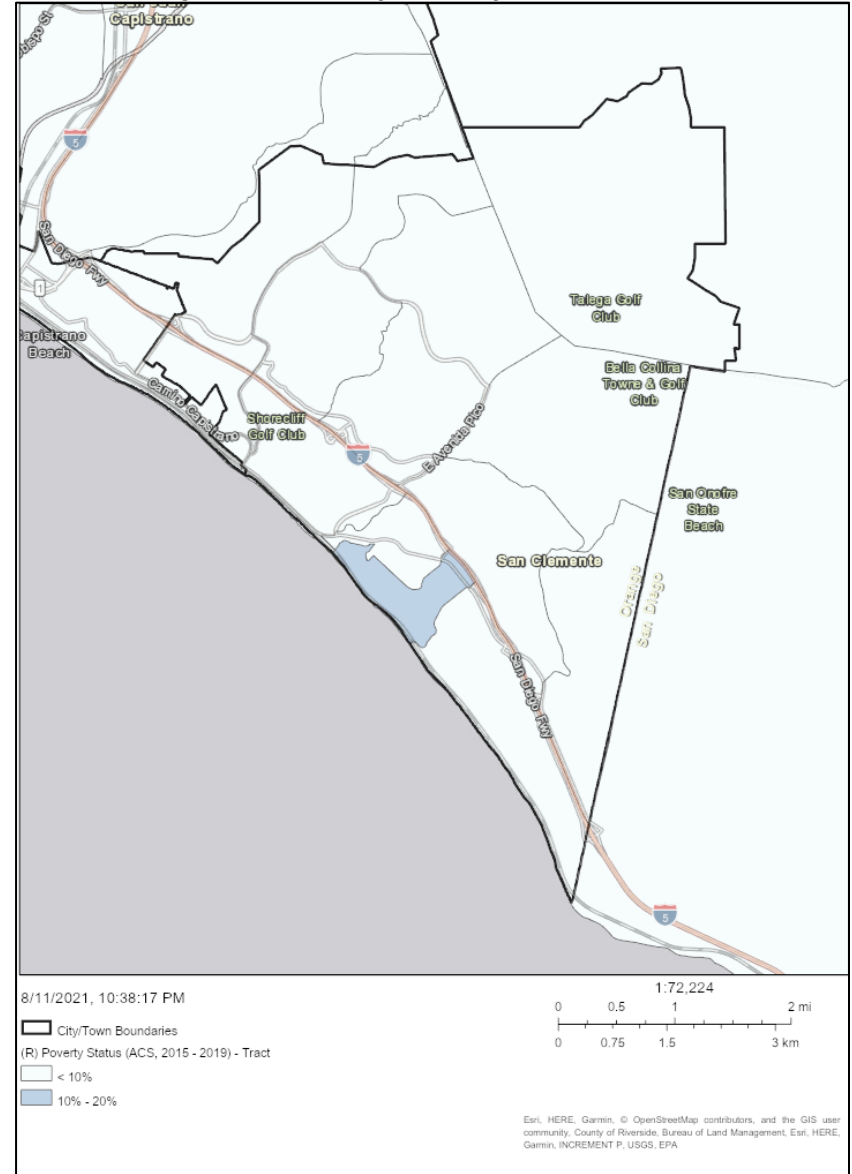 Capistrano
Obispo St
5
San Diego Fwy
1
Capistrano
Beach
Camino Capistrano
Shorecliff
Golf Club
5
E Avenida Pico
Talega Golf
Club
Bella Collina
Towne & Golf
Club
San Onofre
State
Beach
San Clemente
Orange
San Diego
San Diego Fwy
5
8/11/2021, 10:38:17 PM
City/Town Boundaries
(R) Poverty Status (ACS, 2015 - 2019) - Tract
< 10%
10% - 20%
1:72,224
0 0.5 1 2 mi
0 0.75 1.5 3 km
Esri, HERE, Garmin, © OpenStreetMap contributors, and the GIS user
community, County of Riverside, Bureau of Land Management, Esri, HERE,
Garmin, INCREMENT P, USGS, EPA